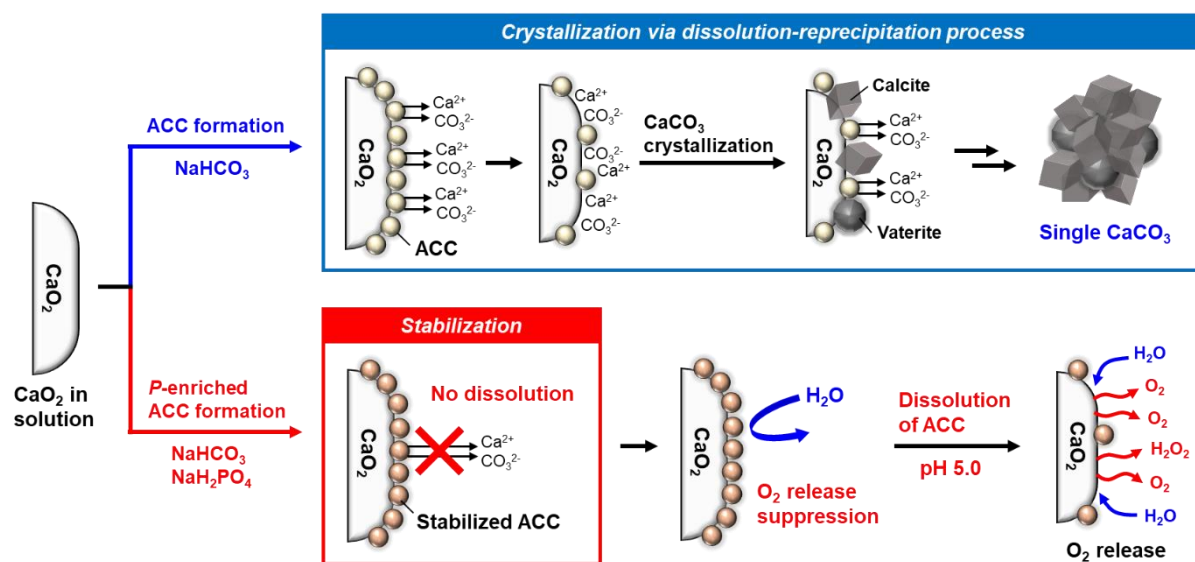 Crystallization via dissolution-reprecipitation process
ACC formation
NaHCO₃
CaO₂
Ca²⁺
CO₃²⁻
Ca²⁺
CO₃²⁻
Ca²⁺
CO₃²⁻
ACC
CaO₂
Ca²⁺
CO₃²⁻
CO₃²⁻
Ca²⁺
Ca²⁺
CO₃²⁻
CaCO₃
crystallization
CaO₂
Calcite
Ca²⁺
CO₃²⁻
Ca²⁺
CO₃²⁻
Vaterite
Single CaCO₃
CaO₂
CaO₂ in
solution
P-enriched
ACC formation
NaHCO₃
NaH₂PO₄
Stabilization
CaO₂
No dissolution
Ca²⁺
CO₃²⁻
Stabilized ACC
CaO₂
H₂O
O₂ release
suppression
Dissolution
of ACC
pH 5.0
CaO₂
H₂O
O₂
O₂
H₂O₂
O₂
H₂O
O₂ release